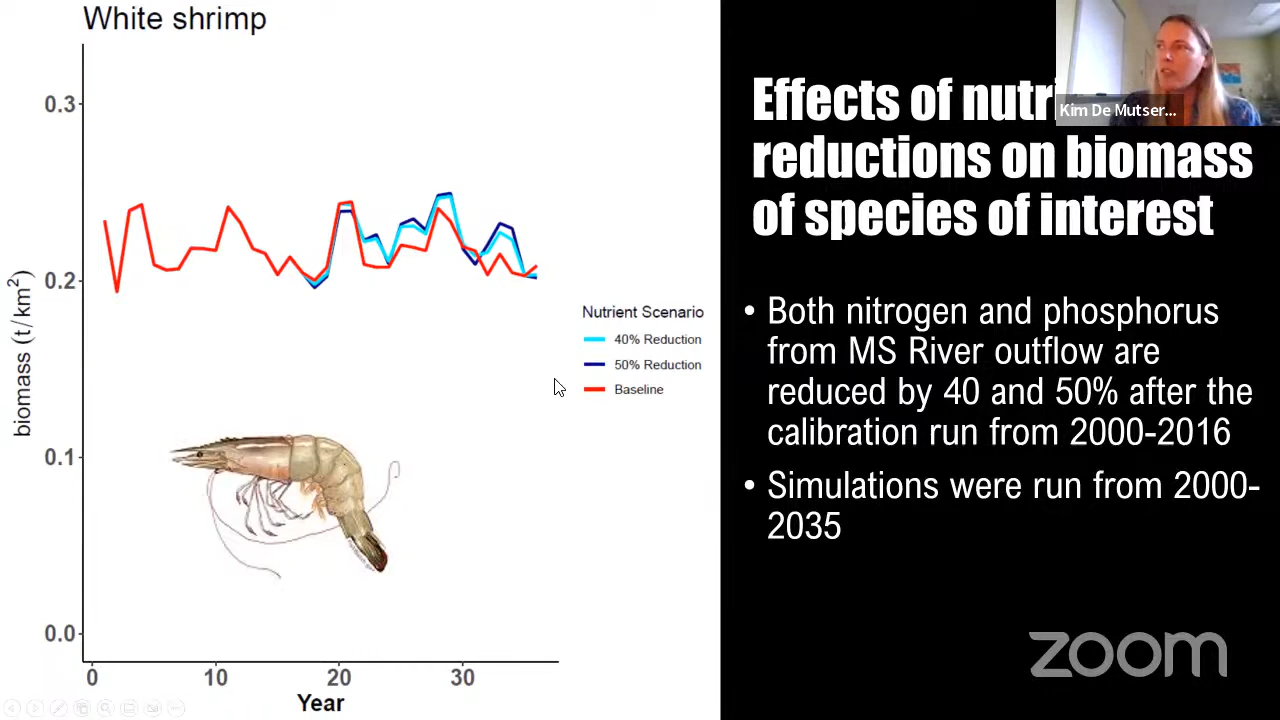 White shrimp
0.3
0.2
0.1
0.0
biomass (t/km2)
0 10 20 30
Year
Nutrient Scenario
40% Reduction
50% Reduction
Baseline
Effects of nutri
reductions on biomass
of species of interest
Kim De Mutser...
• Both nitrogen and phosphorus
from MS River outflow are
reduced by 40 and 50% after the
calibration run from 2000-2016
• Simulations were run from 2000-
2035
zoom